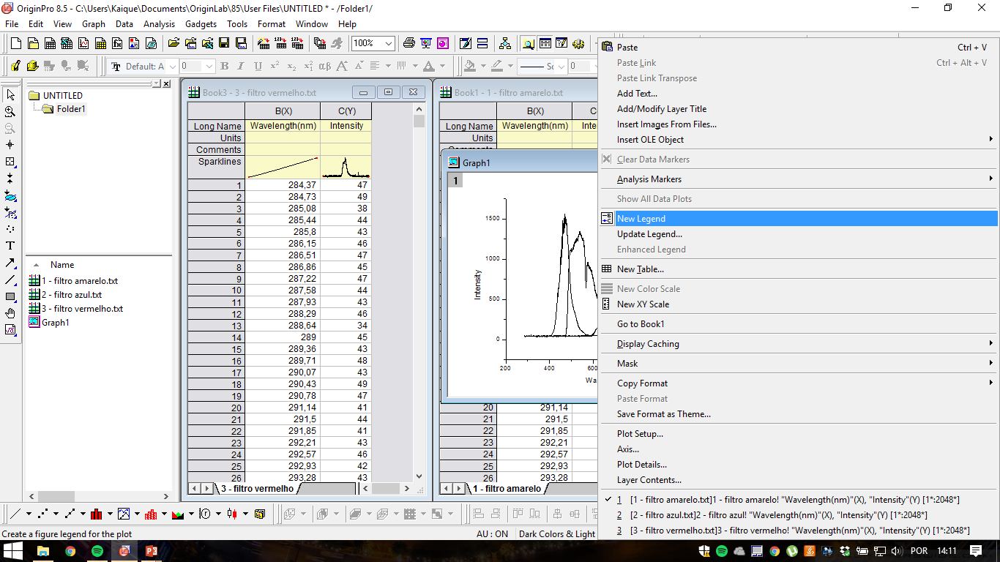 OriginPro 8.5 - C:\Users\Kaique\Documents\OriginLab\85\User Files\UNTITLED * - /Folder1/
File Edit View Graph Data Analysis Gadgets Tools Format Window Help
100%
Default: A 0 B I U αβ A A A 0
UNTITLED
Folder1
Name
1 - filtro amarelo.txt
2 - filtro azul.txt
3 - filtro vermelho.txt
Graph1
Book3 - 3 - filtro vermelho.txt
B(X) C(Y)
Long Name Wavelength(nm) Intensity
Units
Comments
Sparklines
1 284,37 47
2 284,73 49
3 285,08 38
4 285,44 44
5 285,8 43
6 286,15 46
7 286,51 47
8 286,86 45
9 287,22 47
10 287,58 44
11 287,93 43
12 288,29 46
13 288,64 34
14 289 45
15 289,36 43
16 289,71 48
17 290,07 43
18 290,43 49
19 290,78 47
20 291,14 41
21 291,5 44
22 291,85 41
23 292,21 43
24 292,57 46
25 292,93 42
26 293,28 43
3 - filtro vermelho
Book1 - 1 - filtro amarelo.txt
B(X)
Long Name Wavelength(nm)
Units
Graph1
1
1500
1000
500
0
Intensity
200 400
20 291,14
21 291,5
22 291,85
23 292,21
24 292,57
25 292,93
26 293,28
1 - filtro amarelo
Paste Ctrl + V
Paste Link Ctrl + Alt + V
Paste Link Transpose
Add Text...
Add/Modify Layer Title
Insert Images From Files...
Insert OLE Object
Clear Data Markers
Analysis Markers
Show All Data Plots
New Legend
Update Legend...
Enhanced Legend
New Table...
New Color Scale
New XY Scale
Go to Book1
Display Caching
Mask
Copy Format
Paste Format
Save Format as Theme...
Plot Setup...
Axis...
Plot Details...
Layer Contents...
1 [1 - filtro amarelo.txt]1 - filtro amarelo! "Wavelength(nm)"(X), "Intensity"(Y) [1*:2048*]
2 [2 - filtro azul.txt]2 - filtro azul! "Wavelength(nm)"(X), "Intensity"(Y) [1*:2048*]
3 [3 - filtro vermelho.txt]3 - filtro vermelho! "Wavelength(nm)"(X), "Intensity"(Y) [1*:2048*]
Create a figure legend for the plot AU : ON Dark Colors & Light
POR 14:11